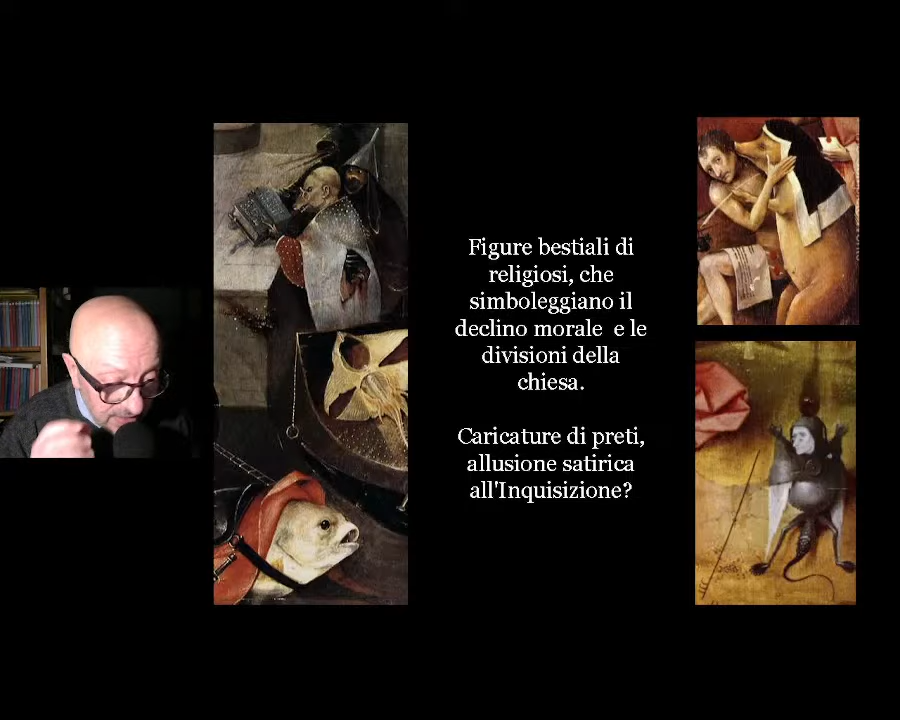 Figure bestiali di
religiosi, che
simboleggiano il
declino morale  e le
divisioni della
chiesa.
Caricature di preti,
allusione satirica
all'Inquisizione?